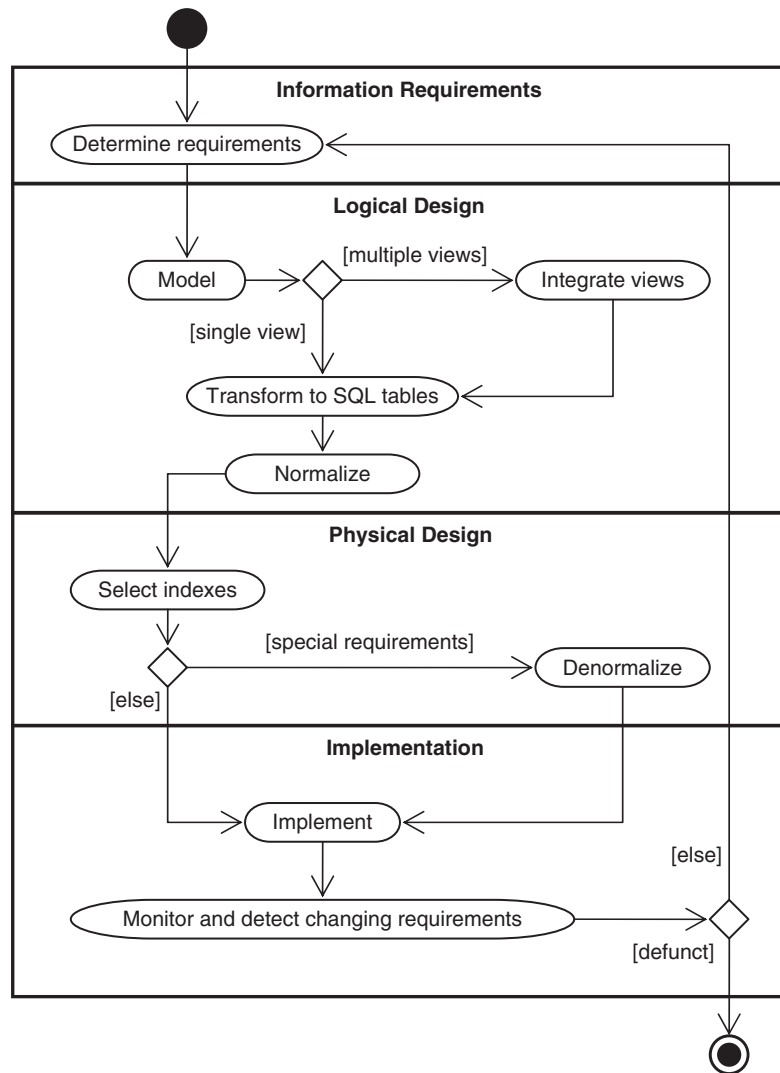 Information Requirements
Determine requirements
Logical Design
[multiple views]
Model
Integrate views
[single view]
Transform to SQL tables
Normalize
Physical Design
Select indexes
[special requirements]
Denormalize
[else]
Implementation
Implement
[else]
Monitor and detect changing requirements
[defunct]